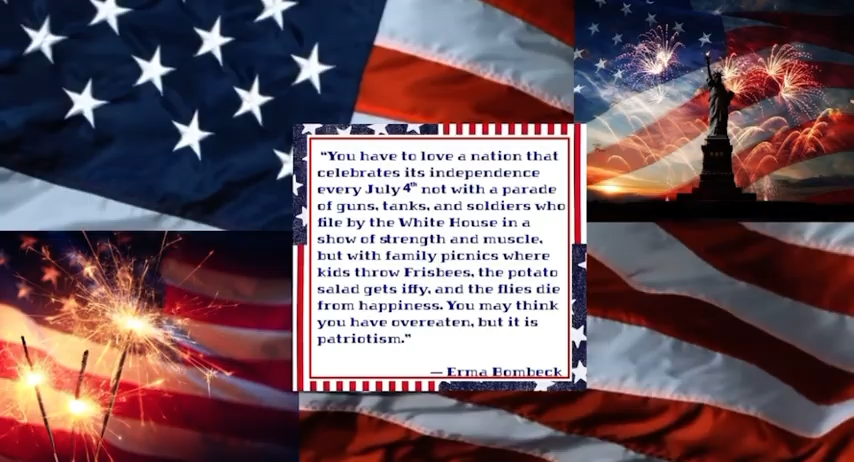 “You have to love a nation that
celebrates its independence
every July 4th not with a parade
of guns, tanks, and soldiers who
file by the White House in a
show of strength and muscle,
but with family picnics where
kids throw Frisbees, the potato
salad gets iffy, and the flies die
from happiness. You may think
you have overeaten, but it is
patriotism.”
— Erma Bombeck